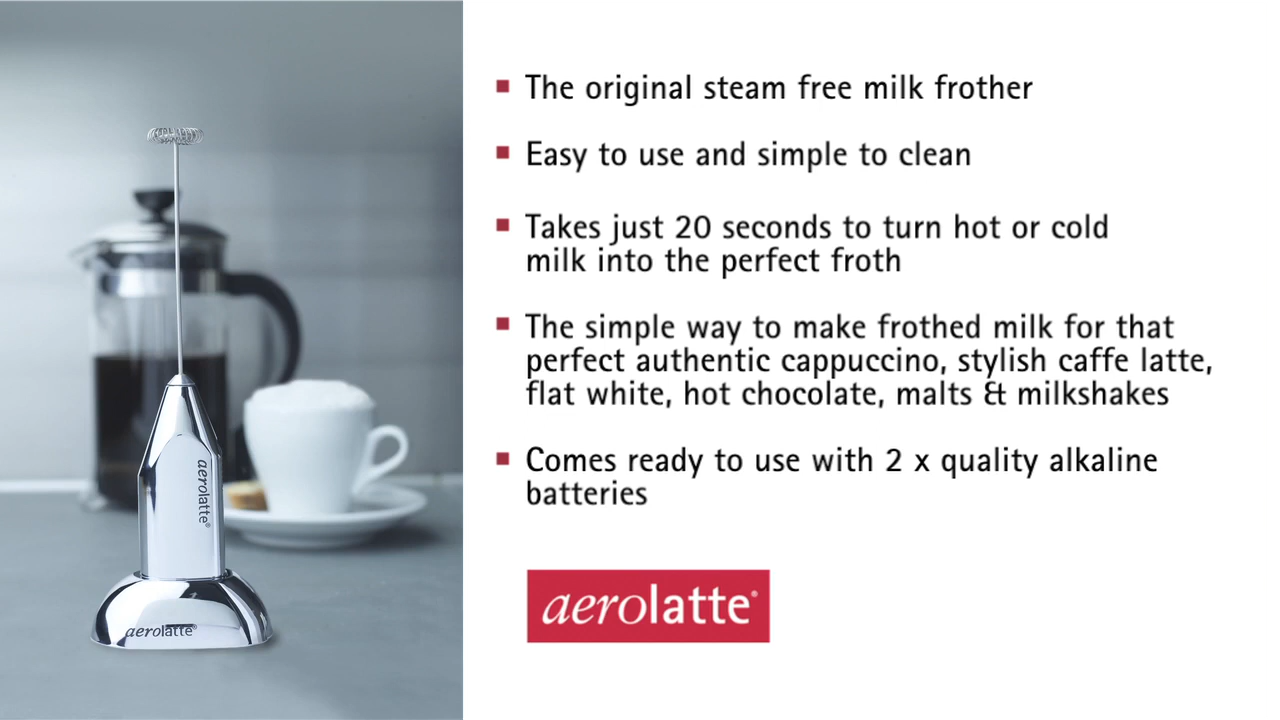 The original steam free milk frother
Easy to use and simple to clean
Takes just 20 seconds to turn hot or cold
milk into the perfect froth
The simple way to make frothed milk for that
perfect authentic cappuccino, stylish caffe latte,
flat white, hot chocolate, malts & milkshakes
Comes ready to use with 2 x quality alkaline
batteries
aerolatte®
aerolatte®
aerolatte®